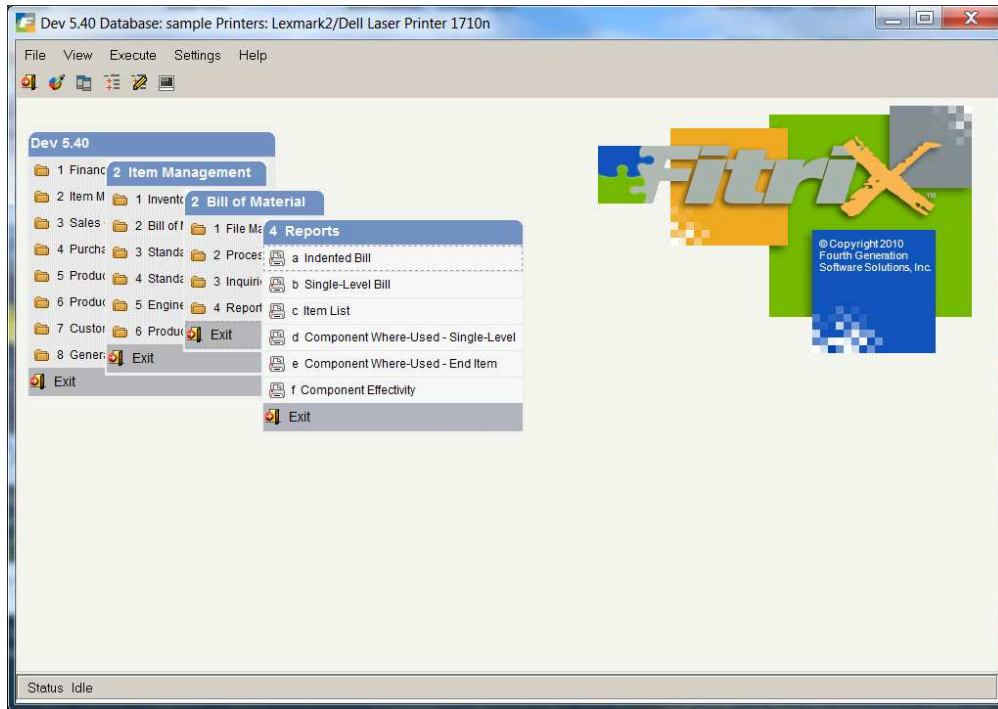 Dev 5.40 Database: sample Printers: Lexmark2/Dell Laser Printer 1710n
File View Execute Settings Help
Dev 5.40
1 Financ
2 Item M
3 Sales
4 Purcha
5 Produc
6 Produc
7 Custor
8 Genera
Exit
2 Item Management
1 Invento
2 Bill of M
3 Standa
4 Standa
5 Engine
6 Produc
Exit
2 Bill of Material
1 File Ma
2 Proces
3 Inquirie
4 Report
Exit
4 Reports
a Indented Bill
b Single-Level Bill
c Item List
d Component Where-Used - Single-Level
e Component Where-Used - End Item
f Component Effectivity
Exit
FitriX
TM
© Copyright 2010
Fourth Generation
Software Solutions, Inc.
Status Idle